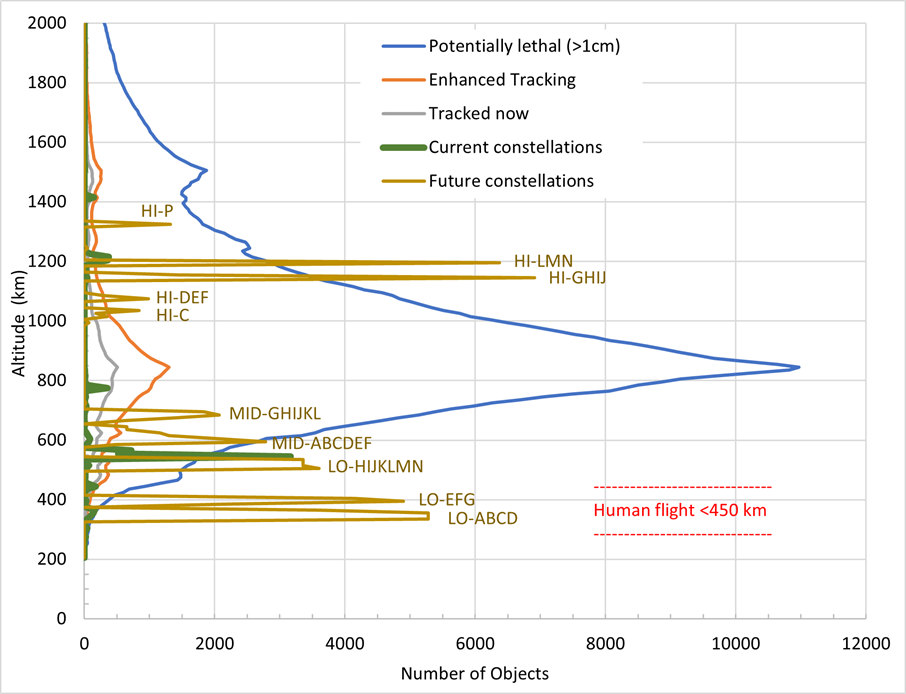 2000
1800
1600
1400
1200
1000
800
600
400
200
0
Altitude (km)
Potentially lethal (>1cm)
Enhanced Tracking
Tracked now
Current constellations
Future constellations
HI-P
HI-LMN
HI-GHIJ
HI-DEF
HI-C
MID-GHIJKL
MID-ABCDEF
LO-HIJKLMN
LO-EFG
LO-ABCD
Human flight <450 km
0 2000 4000 6000 8000 10000 12000
Number of Objects